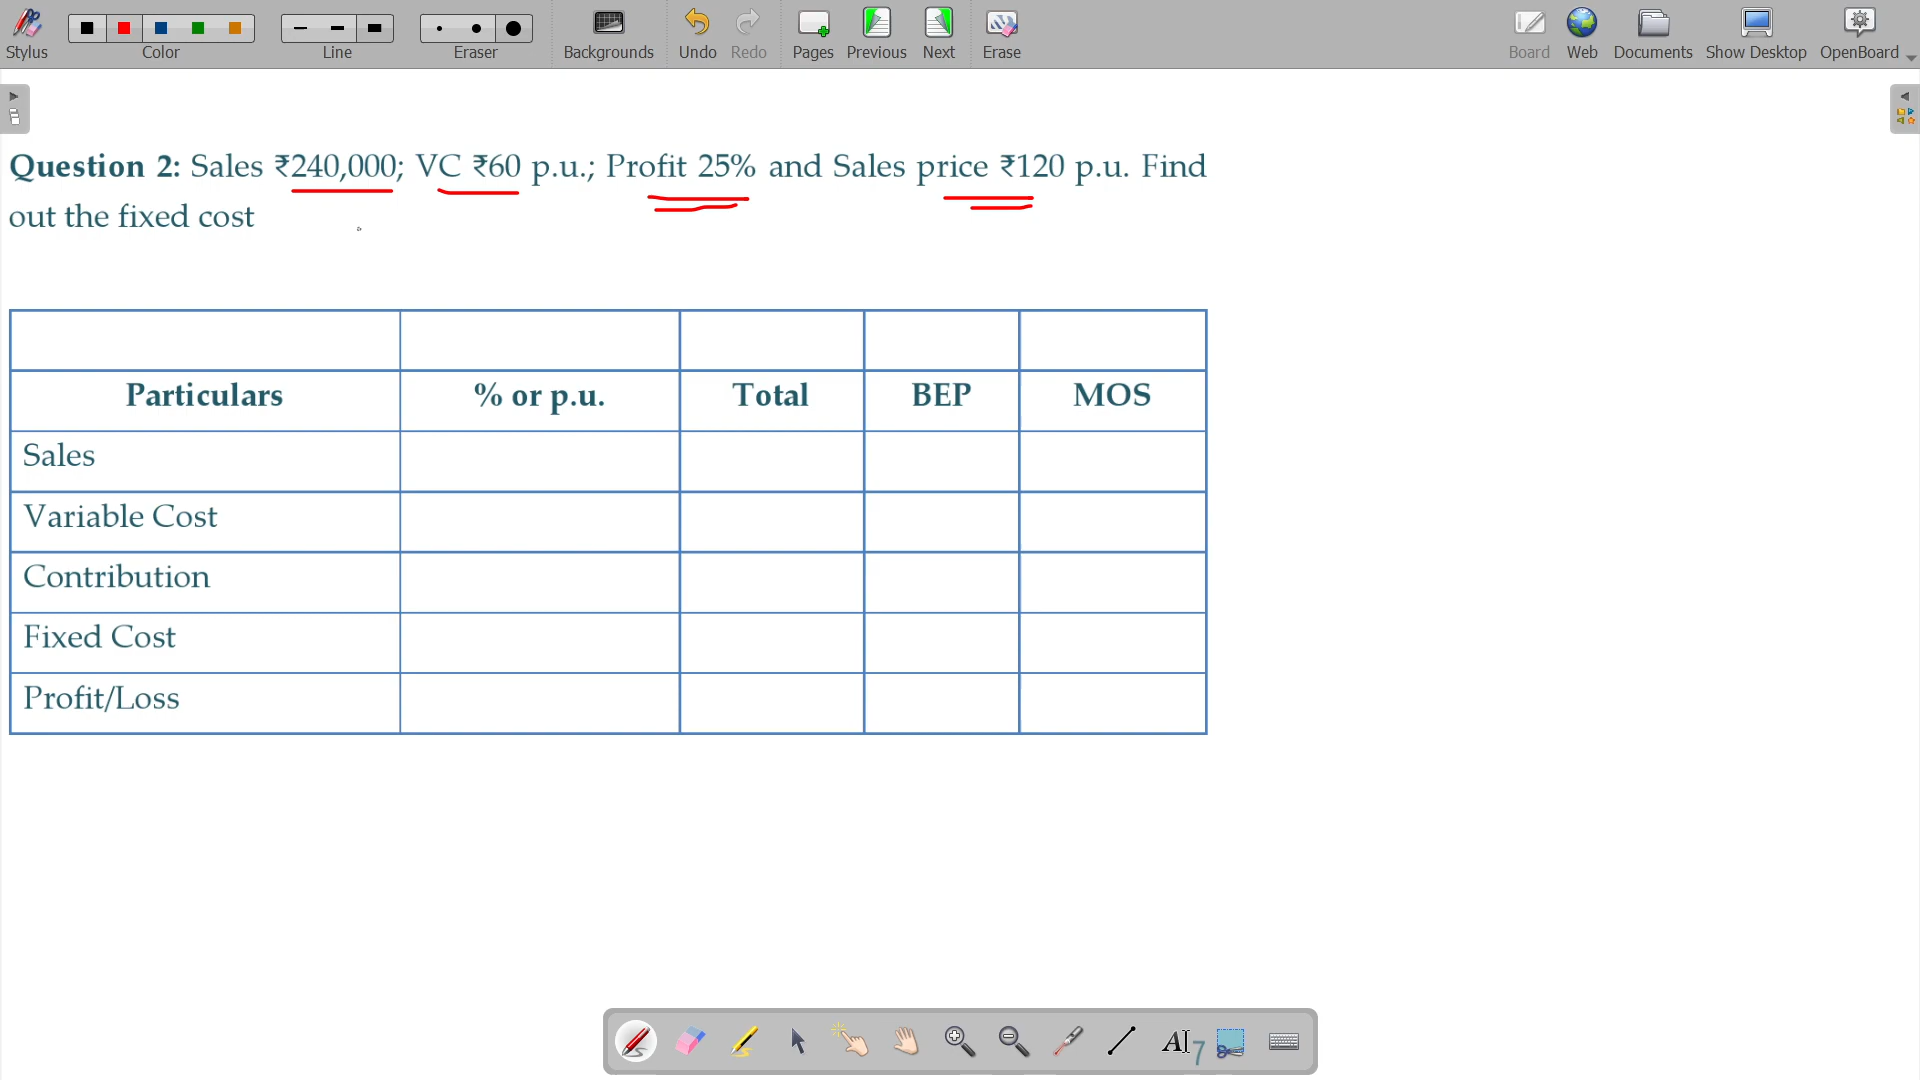 Stylus Color Line Eraser Backgrounds Undo Redo Pages Previous Next Erase Board Web Documents Show Desktop OpenBoard
Question 2: Sales ₹240,000; VC ₹60 p.u.; Profit 25% and Sales price ₹120 p.u. Find
out the fixed cost
Particulars % or p.u. Total BEP MOS
Sales
Variable Cost
Contribution
Fixed Cost
Profit/Loss
AI 7